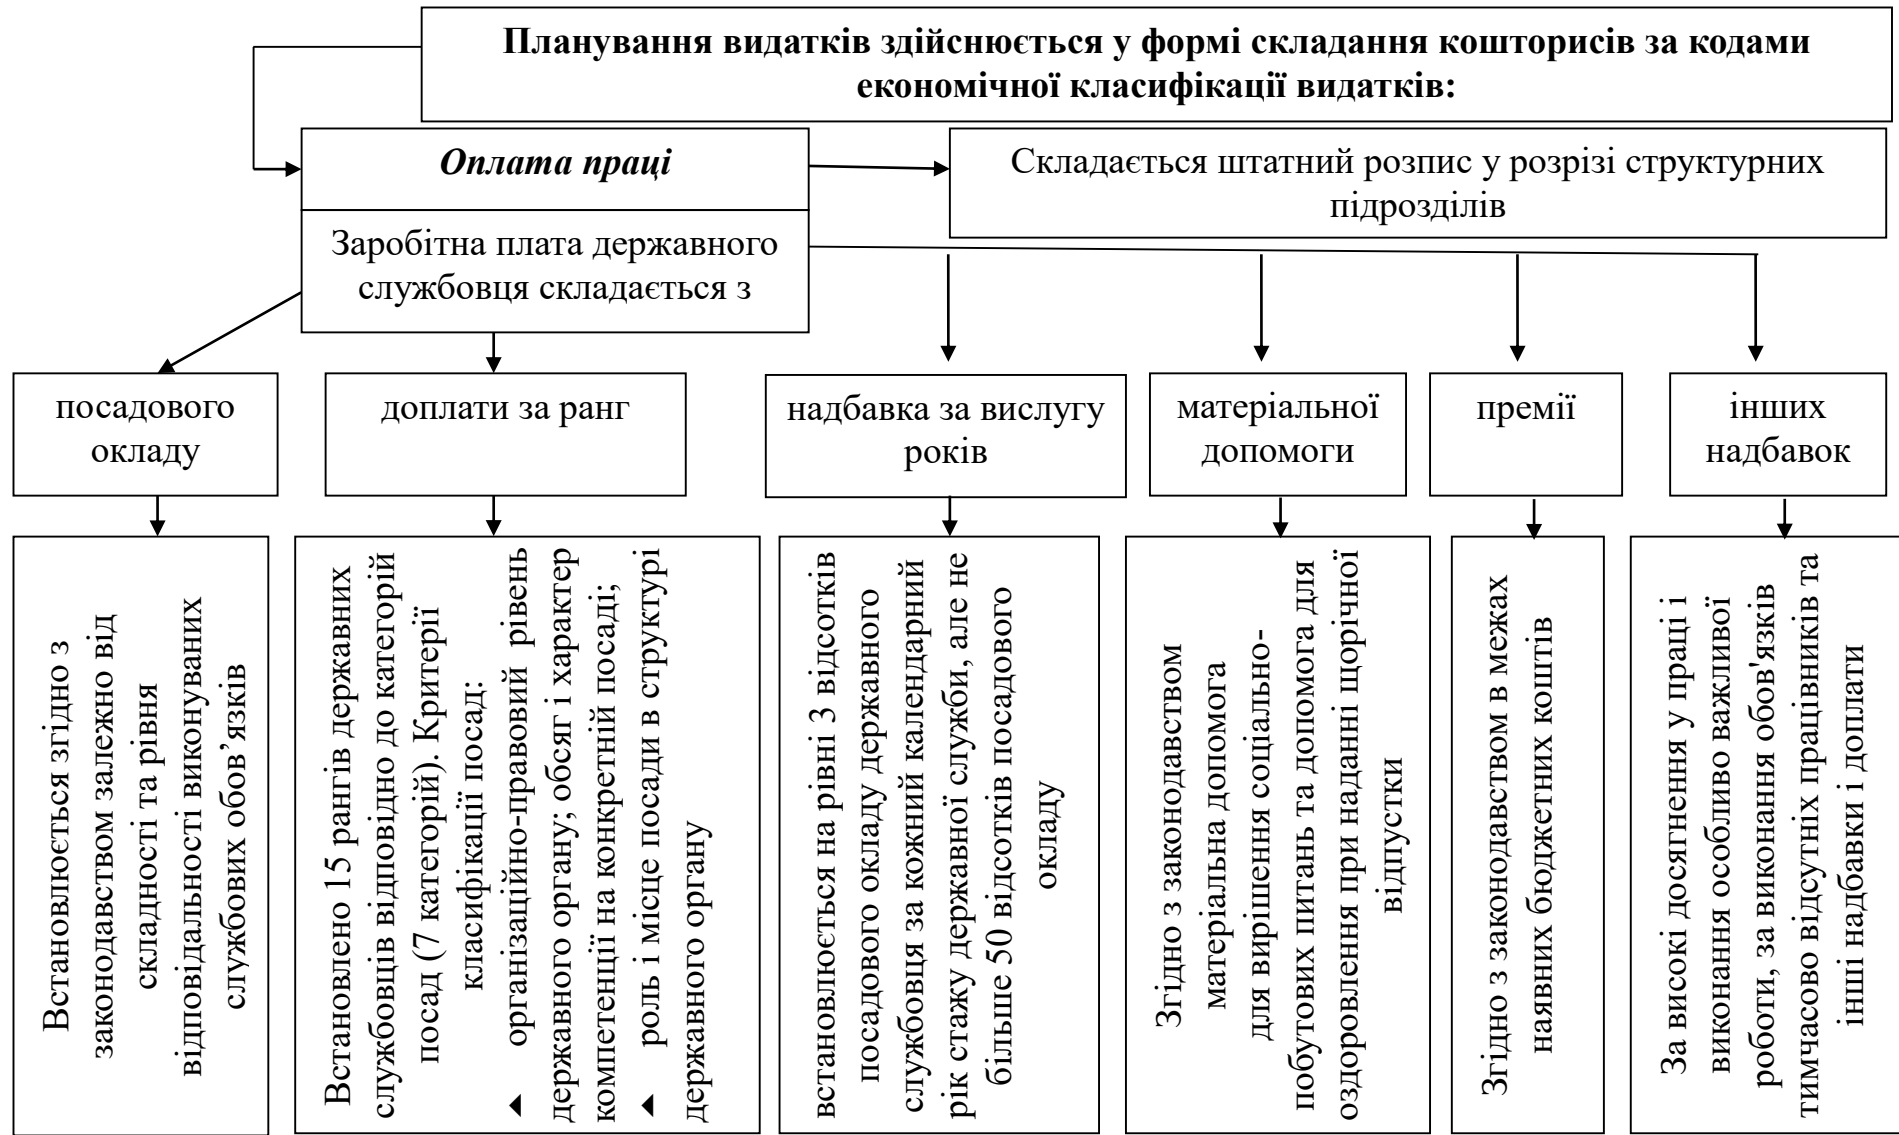 Планування видатків здійснюється у формі складання кошторисів за кодами
економічної класифікації видатків:
Оплата праці
Складається штатний розпис у розрізі структурних
підрозділів
Заробітна плата державного
службовця складається з
посадового
окладу
доплати за ранг
надбавка за вислугу
років
матеріальної
допомоги
премії
інших
надбавок
Встановлюється згідно з
законодавством залежно від
складності та рівня
відповідальності виконуваних
службових обов’язків
Встановлено 15 рангів державних
службовців відповідно до категорій
посад (7 категорій). Критерії
класифікації посад:
організаційно-правовий рівень
державного органу; обсяг і характер
компетенції на конкретній посаді;
роль і місце посади в структурі
державного органу
встановлюється на рівні 3 відсотків
посадового окладу державного
службовця за кожний календарний
рік стажу державної служби, але не
більше 50 відсотків посадового
окладу
Згідно з законодавством
матеріальна допомога
для вирішення соціально-
побутових питань та допомога для
оздоровлення при наданні щорічної
відпустки
Згідно з законодавством в межах
наявних бюджетних коштів
За високі досягнення у праці і
виконання особливо важливої
роботи, за виконання обов'язків
тимчасово відсутніх працівників та
інші надбавки і доплати